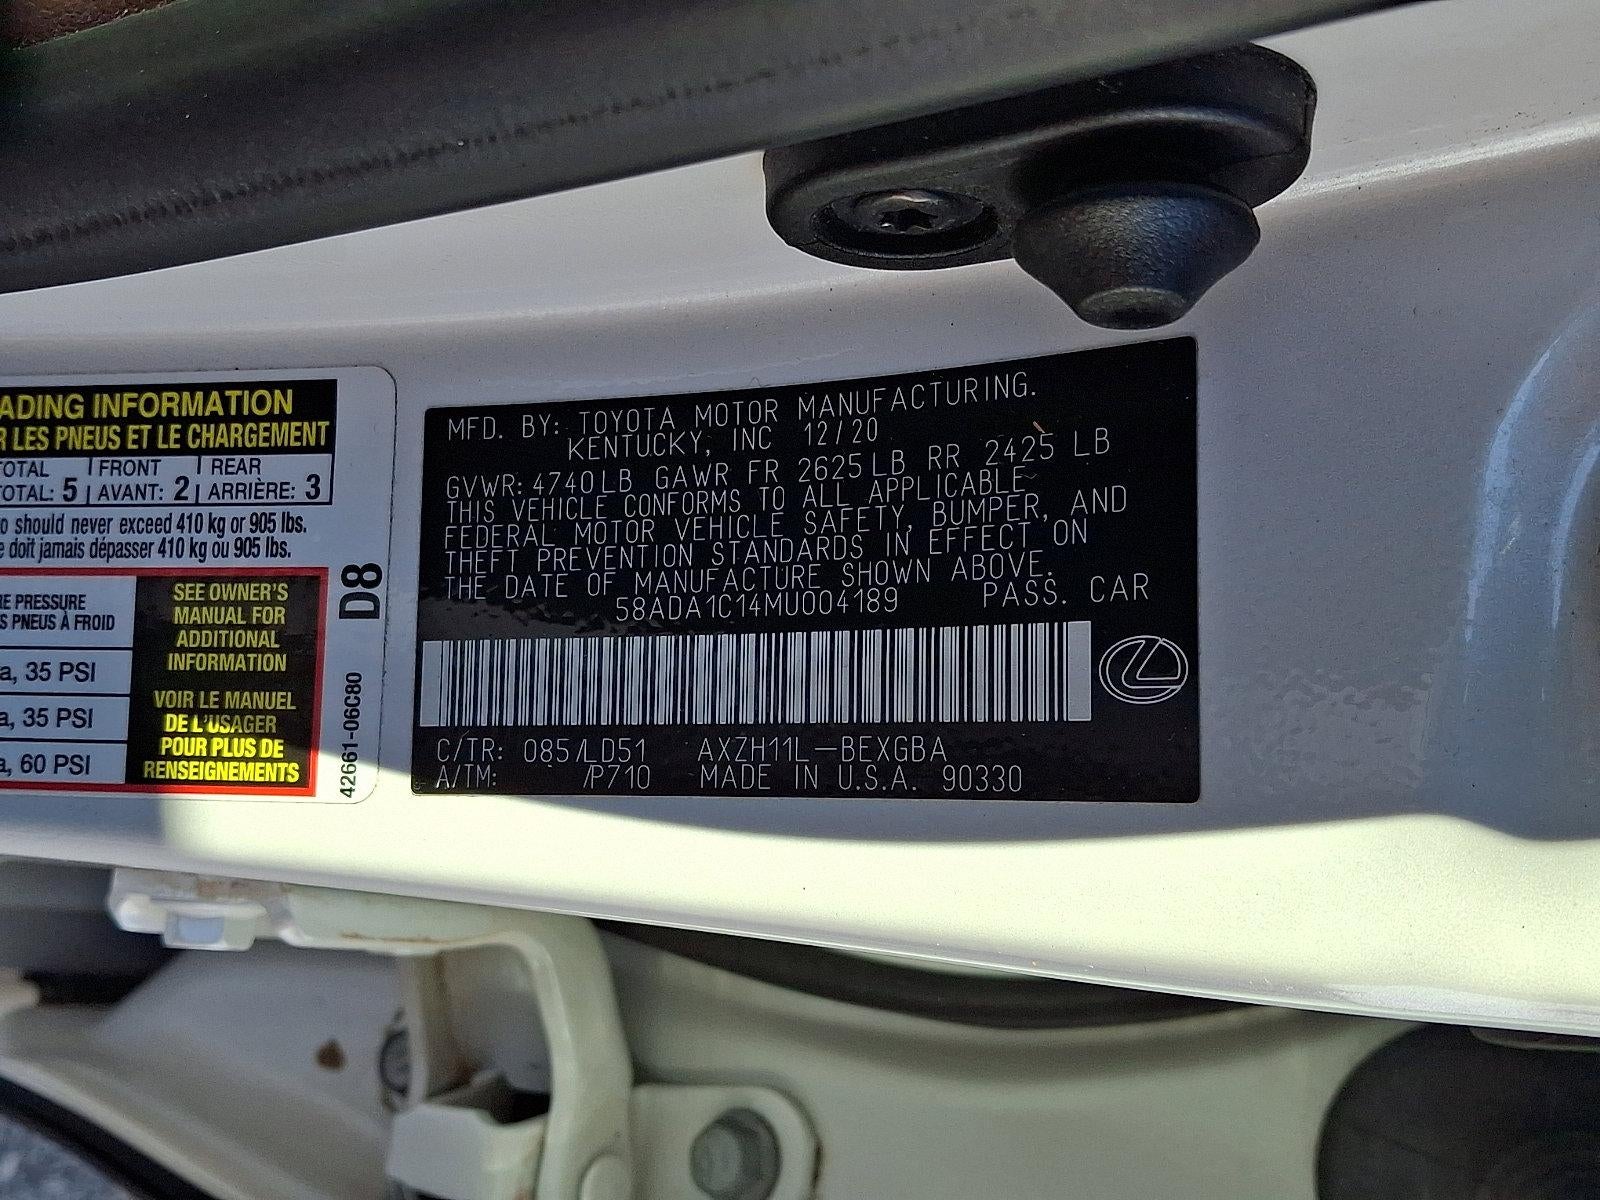 ADING INFORMATION
R LES PNEUS ET LE CHARGEMENT
TOTAL FRONT REAR
OTAL: 5 AVANT: 2 ARRIÈRE: 3
o should never exceed 410 kg or 905 lbs.
e doit jamais dépasser 410 kg ou 905 lbs.
RE PRESSURE
S PNEUS À FROID
a, 35 PSI
a, 35 PSI
a, 60 PSI
SEE OWNER'S
MANUAL FOR
ADDITIONAL
INFORMATION
VOIR LE MANUEL
DE L'USAGER
POUR PLUS DE
RENSEIGNEMENTS
D8
42661-06C80
MFD. BY: TOYOTA MOTOR MANUFACTURING.
KENTUCKY, INC 12/20
GVWR: 4740LB GAWR FR 2625LB RR 2425 LB
THIS VEHICLE CONFORMS TO ALL APPLICABLE
FEDERAL MOTOR VEHICLE SAFETY, BUMPER, AND
THEFT PREVENTION STANDARDS IN EFFECT ON
THE DATE OF MANUFACTURE SHOWN ABOVE.
58ADA1C14MU004189 PASS. CAR
C/TR: 085/LD51 AXZH11L-BEXGBA
A/TM: /P710 MADE IN U.S.A. 90330